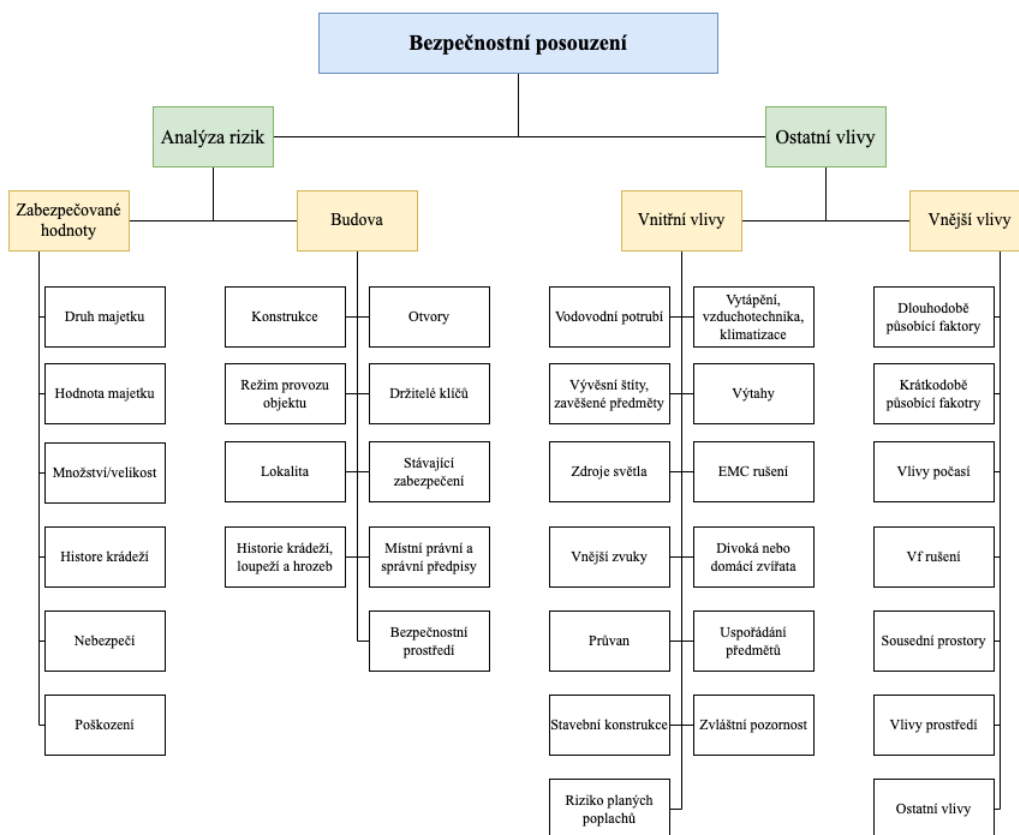 Bezpečnostní posouzení
Analýza rizik
Ostatní vlivy
Zabezpečované
hodnoty
Budova
Vnitřní vlivy
Vnější vlivy
Druh majetku
Hodnota majetku
Množství/velikost
Histore krádeží
Nebezpečí
Poškození
Konstrukce
Otvory
Režim provozu
objektu
Držitelé klíčů
Lokalita
Stávající
zabezpečení
Historie krádeží,
loupeží a hrozeb
Místní právní a
správní předpisy
Bezpečnostní
prostředí
Vodovodní potrubí
Vytápění,
vzduchotechnika,
klimatizace
Vývěsní štíty,
zavěšené předměty
Výtahy
Zdroje světla
EMC rušení
Vnější zvuky
Divoká nebo
domácí zvířata
Průvan
Uspořádání
předmětů
Stavební konstrukce
Zvláštní pozornost
Riziko planých
poplachů
Dlouhodobě
působící faktory
Krátkodobě
působící fakotry
Vlivy počasí
Vf rušení
Sousední prostory
Vlivy prostředí
Ostatní vlivy